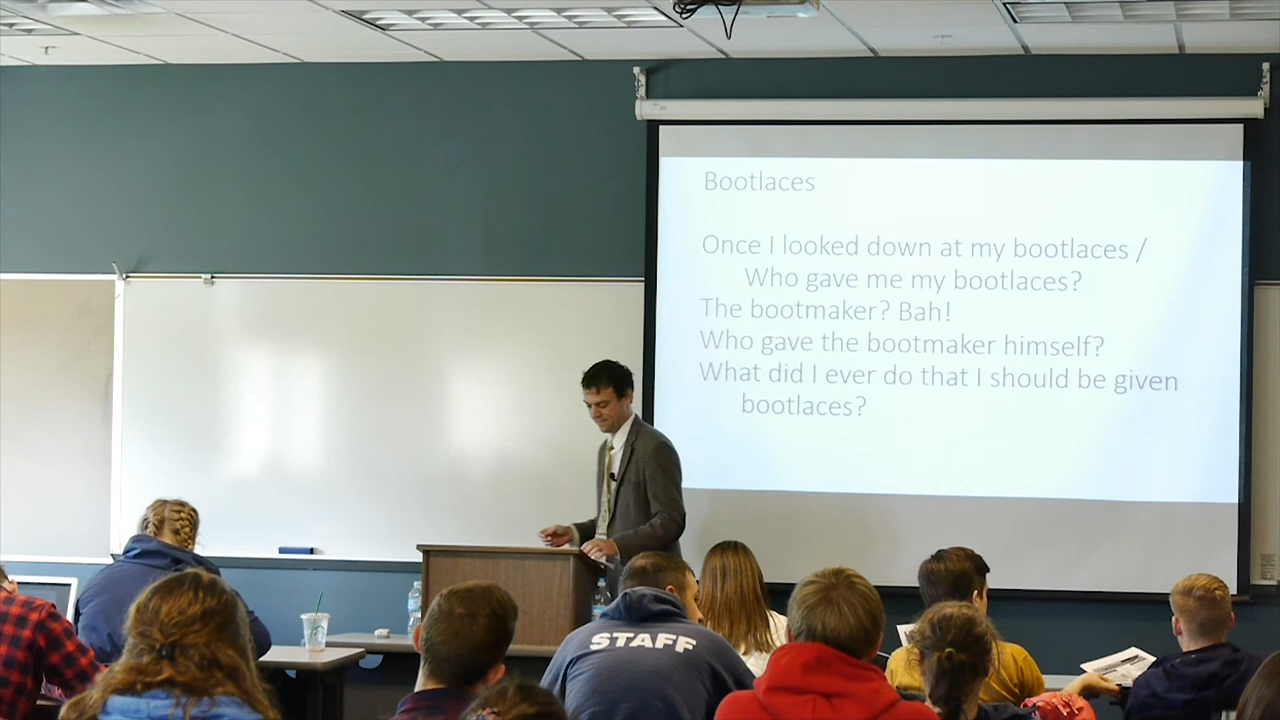 Bootlaces
Once I looked down at my bootlaces /
Who gave me my bootlaces?
The bootmaker? Bah!
Who gave the bootmaker himself?
What did I ever do that I should be given
bootlaces?
STAFF